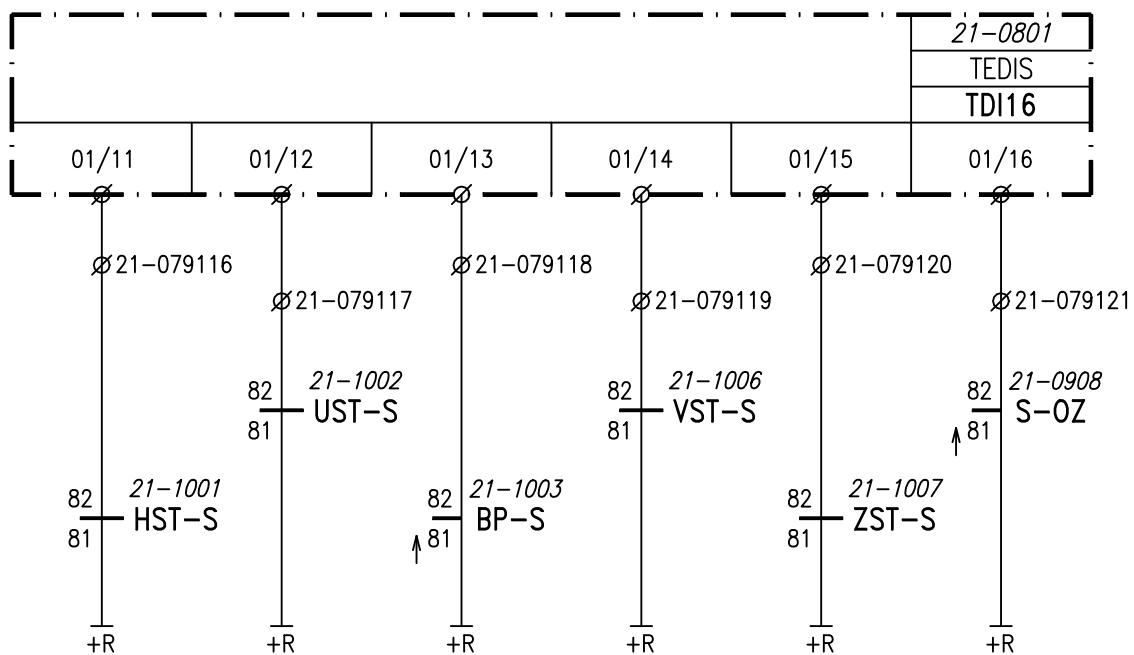 21-0801
TEDIS
TDI16
01/11 01/12 01/13 01/14 01/15 01/16
21-079116 21-079118 21-079120
21-079117 21-079119 21-079121
82 21-1002 82 21-1006 82 21-0908
UST-S VST-S S-OZ
81 81 81
82 21-1001 82 21-1003 82 21-1007
HST-S BP-S ZST-S
81 81 81
+R +R +R +R +R +R